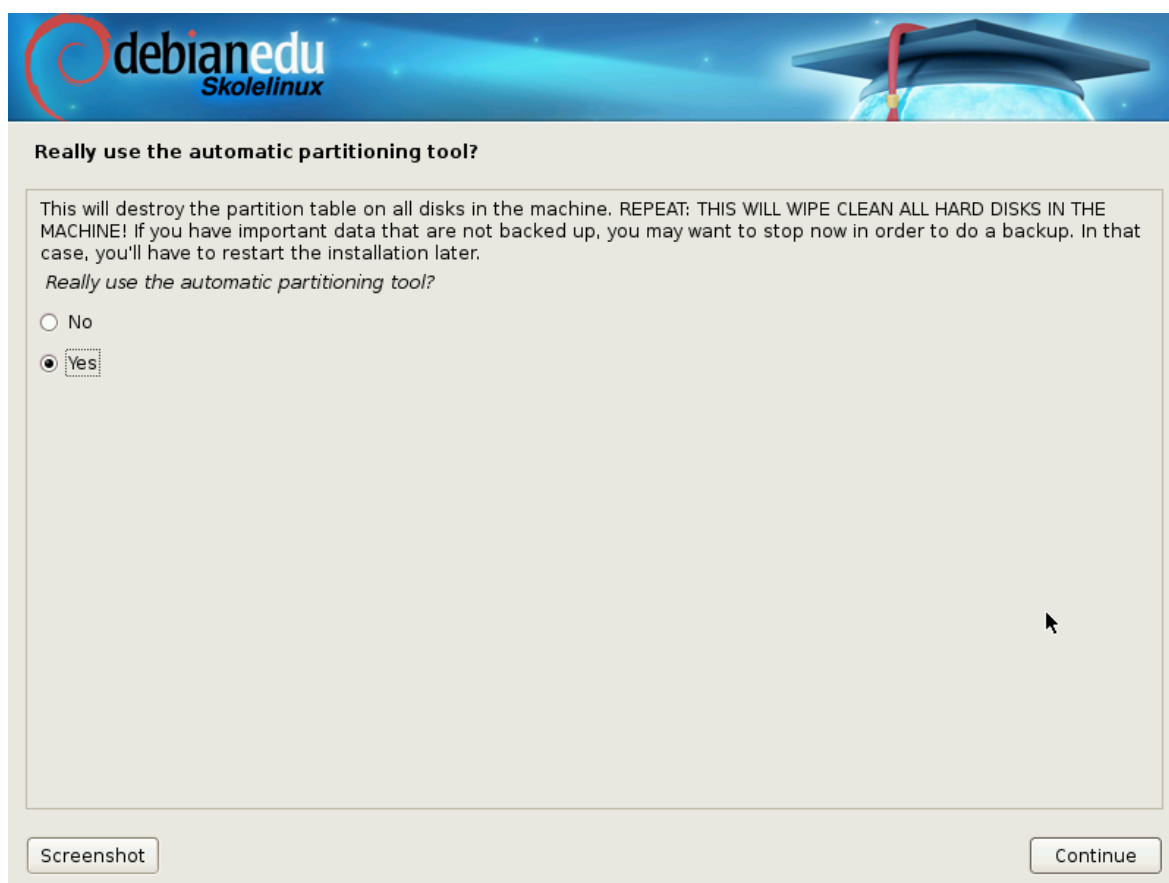 debianedu
Skolelinux
Really use the automatic partitioning tool?
This will destroy the partition table on all disks in the machine. REPEAT: THIS WILL WIPE CLEAN ALL HARD DISKS IN THE
MACHINE! If you have important data that are not backed up, you may want to stop now in order to do a backup. In that
case, you'll have to restart the installation later.
Really use the automatic partitioning tool?
No
Yes
Screenshot
Continue